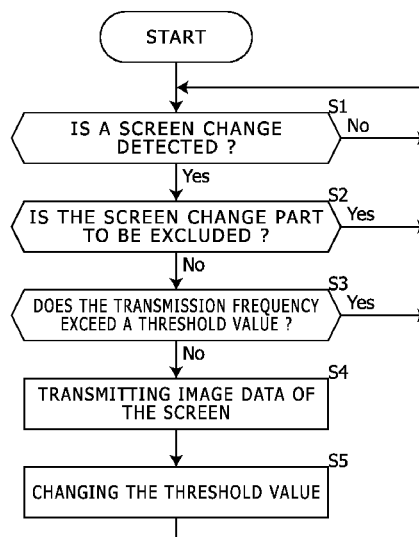 START
S1
IS A SCREEN CHANGE
DETECTED ?
No
Yes
S2
IS THE SCREEN CHANGE PART
TO BE EXCLUDED ?
Yes
No
S3
DOES THE TRANSMISSION FREQUENCY
EXCEED A THRESHOLD VALUE ?
Yes
No
S4
TRANSMITTING IMAGE DATA OF
THE SCREEN
S5
CHANGING THE THRESHOLD VALUE